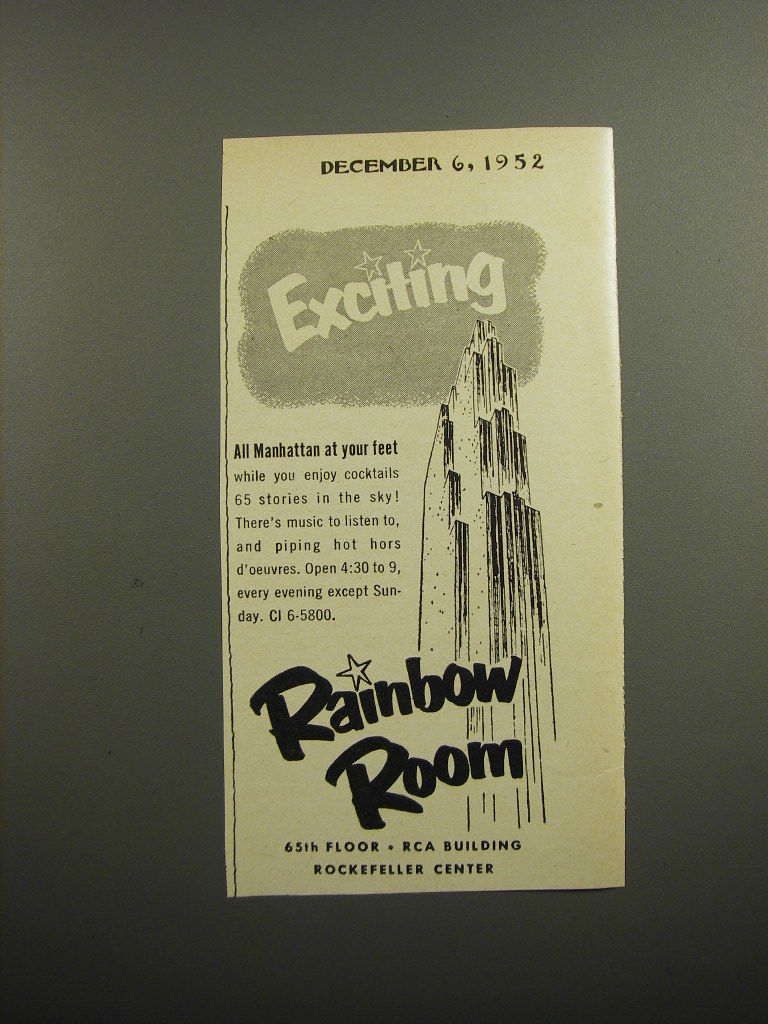 DECEMBER 6, 1952
Exciting
All Manhattan at your feet
while you enjoy cocktails
65 stories in the sky!
There's music to listen to,
and piping hot hors
d'oeuvres. Open 4:30 to 9,
every evening except Sun-
day. CI 6-5800.
Rainbow
Room
65th FLOOR • RCA BUILDING
ROCKEFELLER CENTER